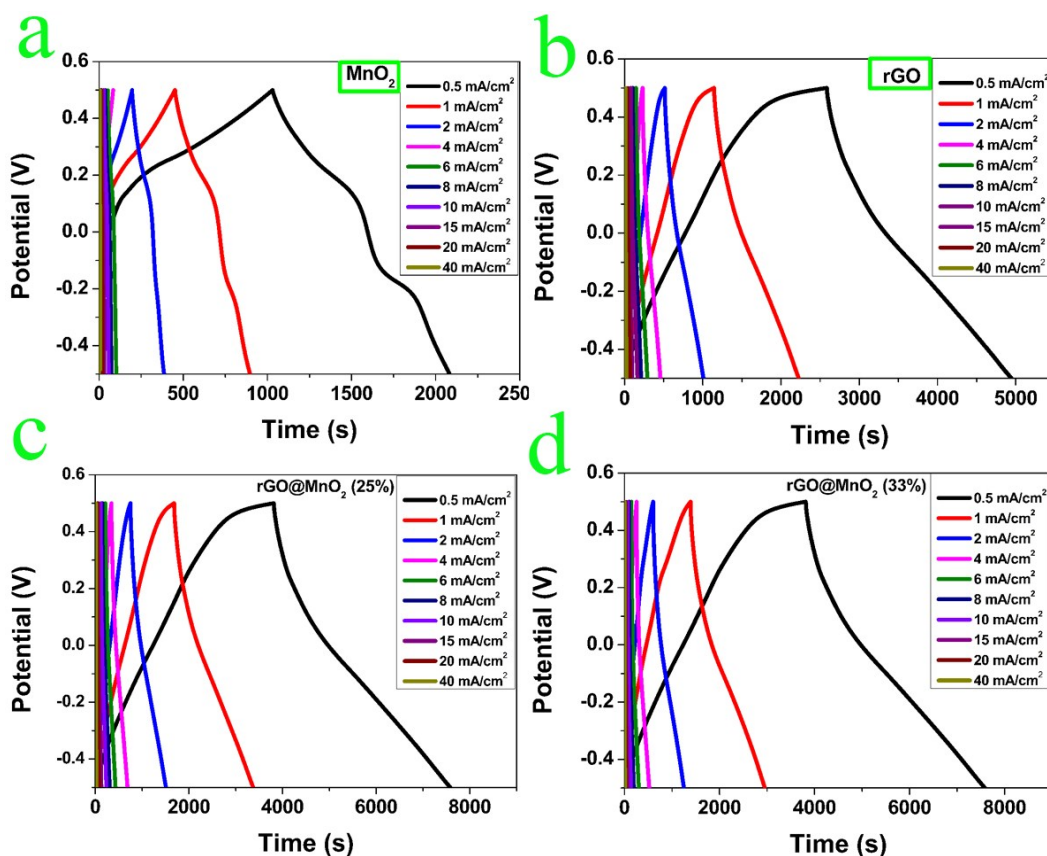 a
MnO₂
0.6
0.4
0.2
0.0
-0.2
-0.4
Potential (V)
0.5 mA/cm²
1 mA/cm²
2 mA/cm²
4 mA/cm²
6 mA/cm²
8 mA/cm²
10 mA/cm²
15 mA/cm²
20 mA/cm²
40 mA/cm²
0 500 1000 1500 2000 250
Time (s)
b
rGO
0.6
0.4
0.2
0.0
-0.2
-0.4
Potential (V)
0.5 mA/cm²
1 mA/cm²
2 mA/cm²
4 mA/cm²
6 mA/cm²
8 mA/cm²
10 mA/cm²
15 mA/cm²
20 mA/cm²
40 mA/cm²
0 1000 2000 3000 4000 5000
Time (s)
c
rGO@MnO₂ (25%)
0.6
0.4
0.2
0.0
-0.2
-0.4
Potential (V)
0.5 mA/cm²
1 mA/cm²
2 mA/cm²
4 mA/cm²
6 mA/cm²
8 mA/cm²
10 mA/cm²
15 mA/cm²
20 mA/cm²
40 mA/cm²
0 2000 4000 6000 8000
Time (s)
d
rGO@MnO₂ (33%)
0.6
0.4
0.2
0.0
-0.2
-0.4
Potential (V)
0.5 mA/cm²
1 mA/cm²
2 mA/cm²
4 mA/cm²
6 mA/cm²
8 mA/cm²
10 mA/cm²
15 mA/cm²
20 mA/cm²
40 mA/cm²
0 2000 4000 6000 8000
Time (s)